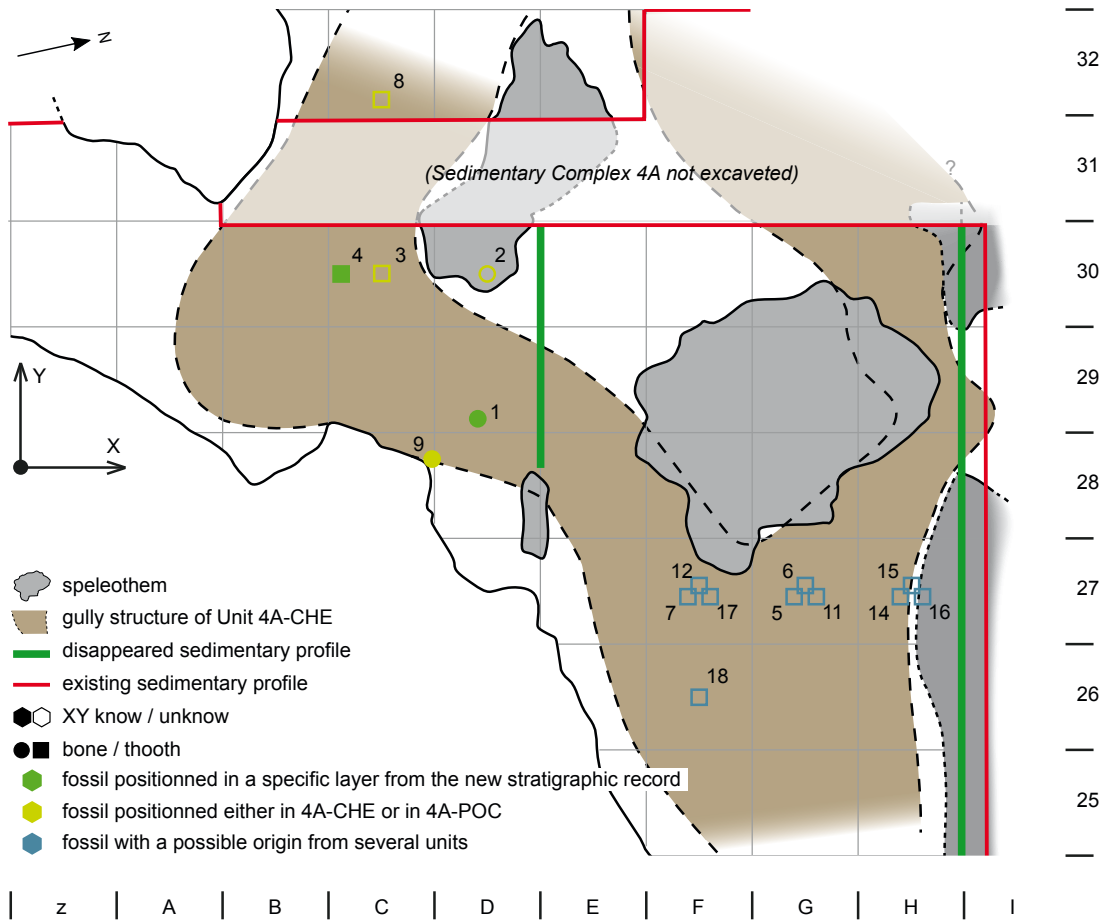 N
32
8
31
(Sedimentary Complex 4A not excaveted)
?
4
3
2
30
Y
X
29
1
9
28
12
6
15
27
7
17
5
11
14
16
18
26
25
speleothem
gully structure of Unit 4A-CHE
disappeared sedimentary profile
existing sedimentary profile
XY know / unknow
bone / thooth
fossil positionned in a specific layer from the new stratigraphic record
fossil positionned either in 4A-CHE or in 4A-POC
fossil with a possible origin from several units
z A B C D E F G H I